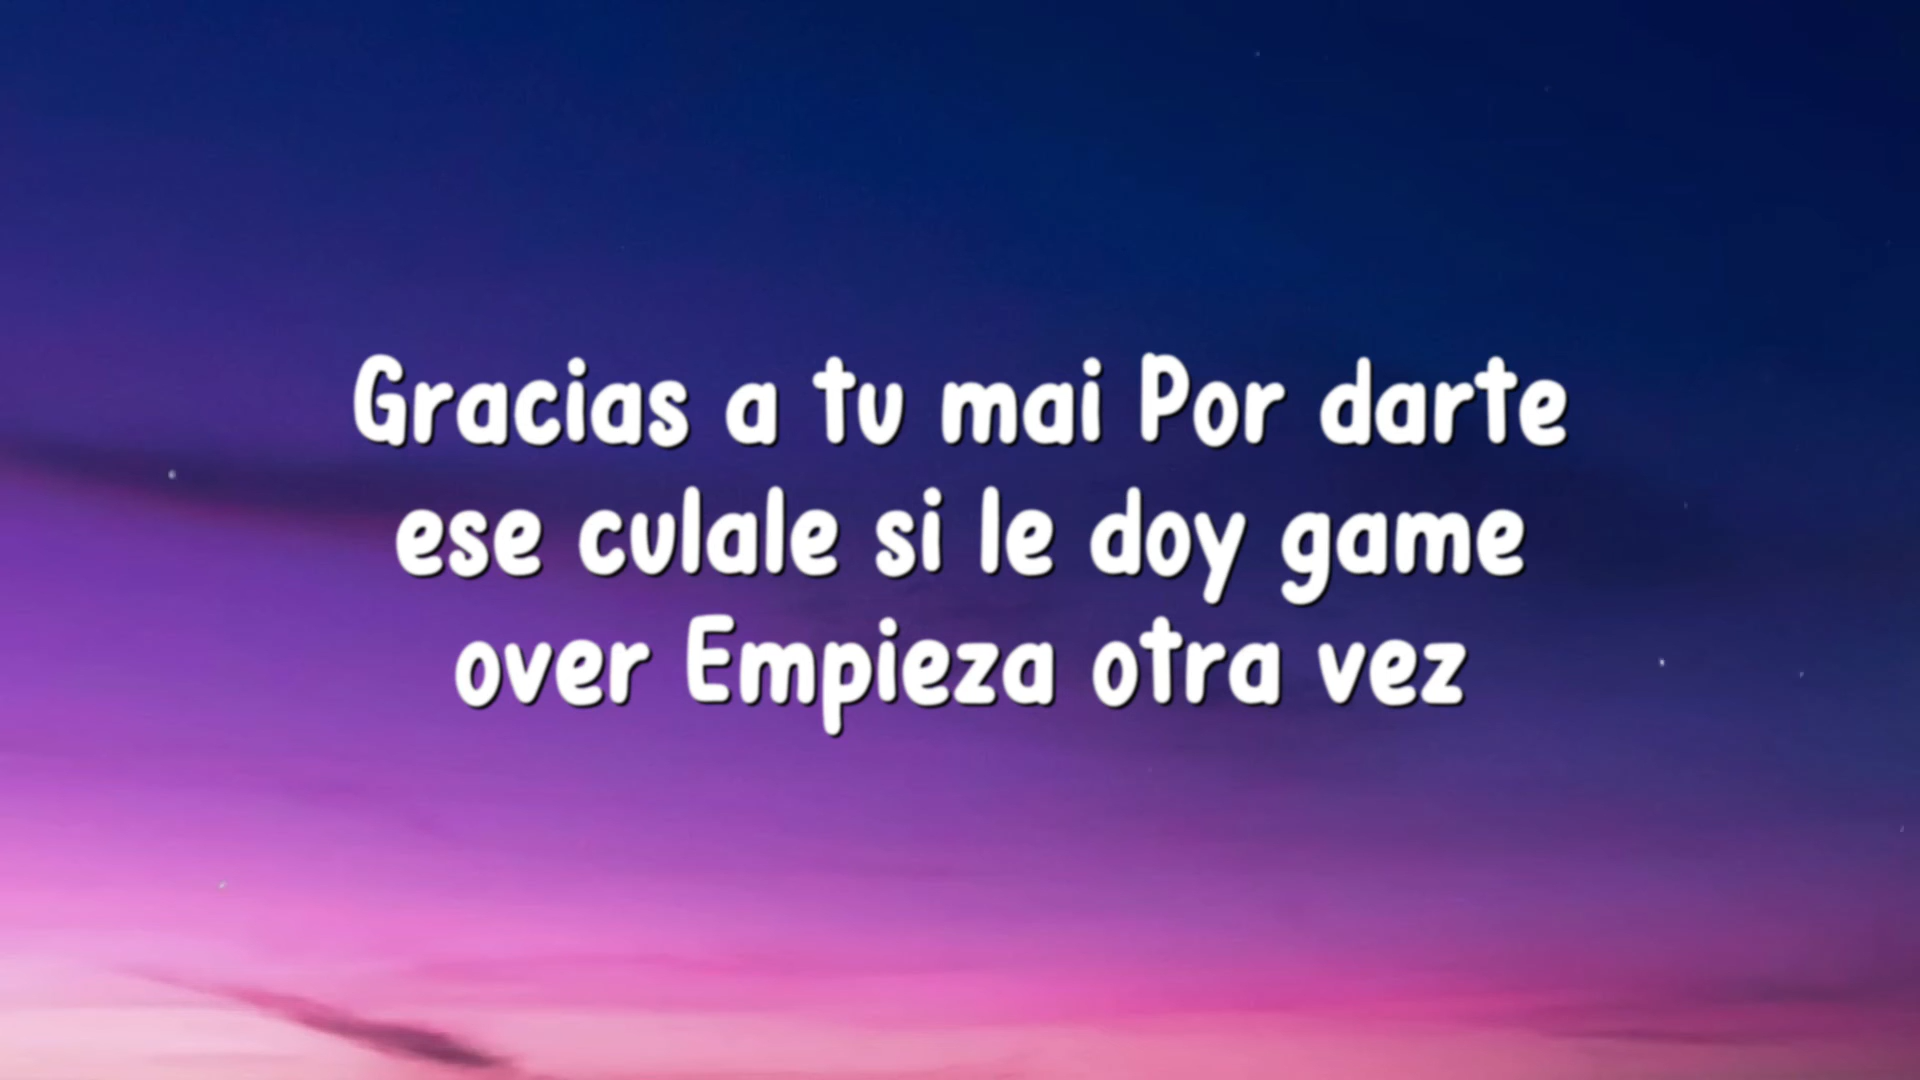 Gracias a tu mai Por darte
ese culale si le doy game
over Empieza otra vez